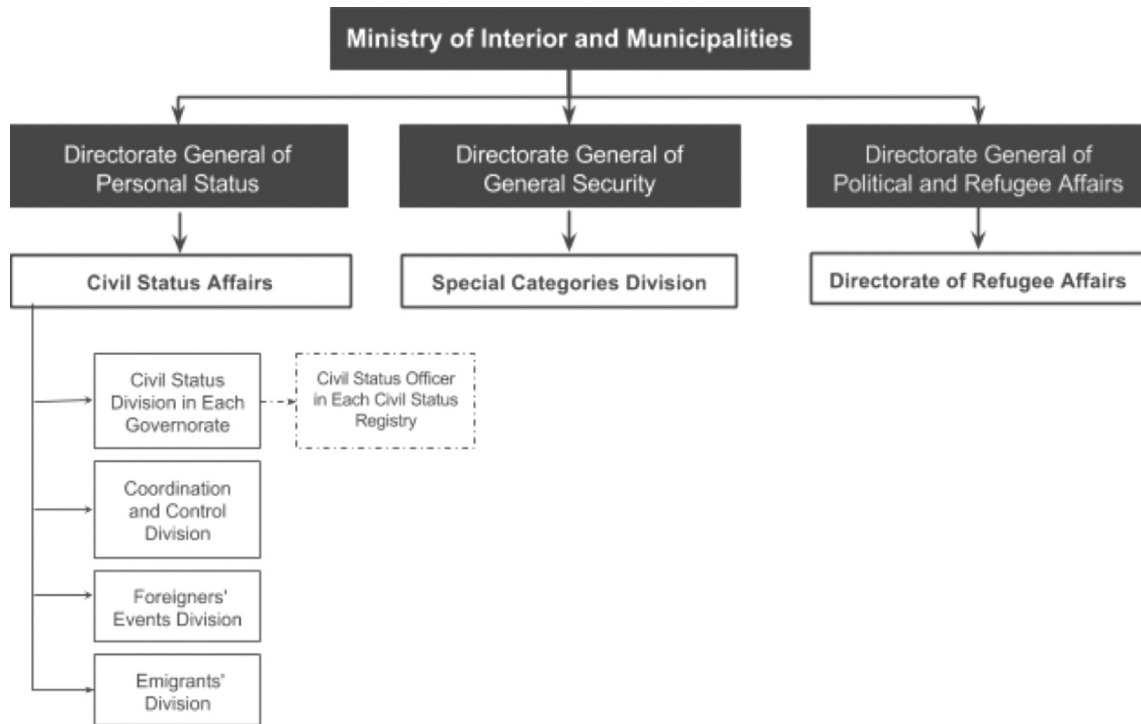 Ministry of Interior and Municipalities
Directorate General of
Personal Status
Directorate General of
General Security
Directorate General of
Political and Refugee Affairs
Civil Status Affairs
Special Categories Division
Directorate of Refugee Affairs
Civil Status
Division in Each
Governorate
Civil Status Officer
in Each Civil Status
Registry
Coordination
and Control
Division
Foreigners'
Events Division
Emigrants'
Division